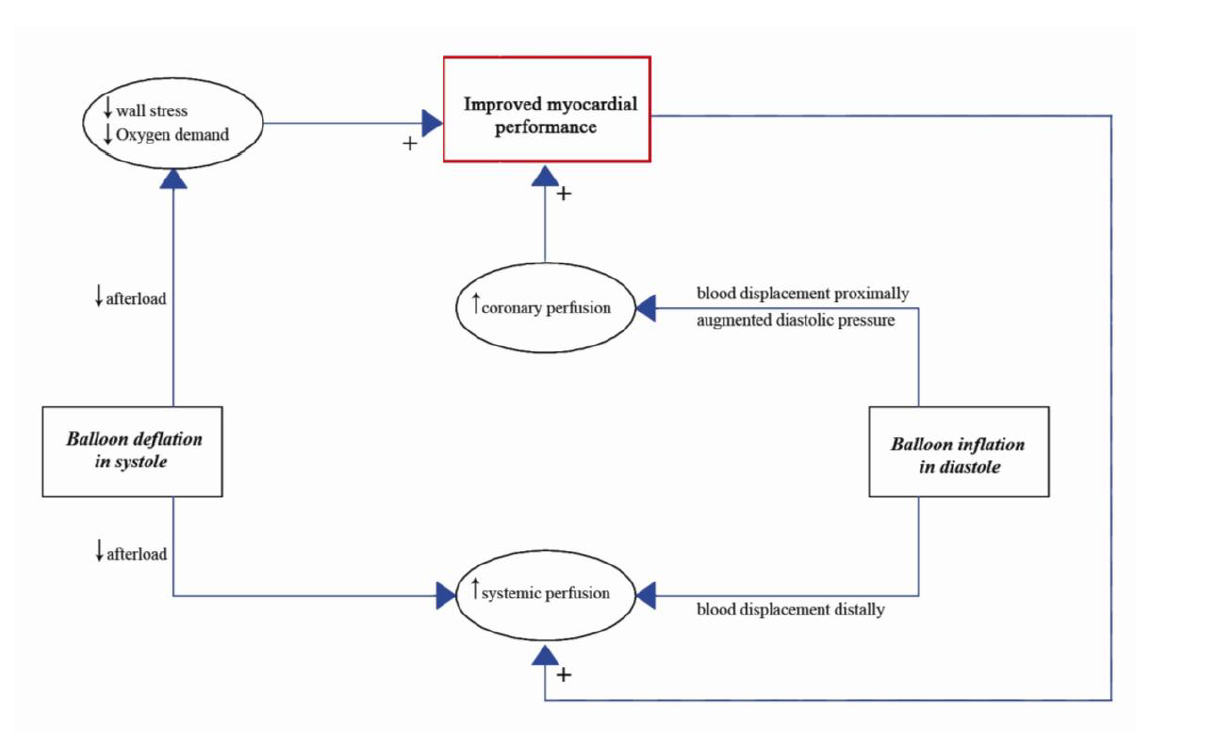 ↓ wall stress
↓ Oxygen demand
+
Improved myocardial
performance
+
↓ afterload
↑ coronary perfusion
blood displacement proximally
augmented diastolic pressure
Balloon deflation
in systole
Balloon inflation
in diastole
↓ afterload
↑ systemic perfusion
blood displacement distally
+